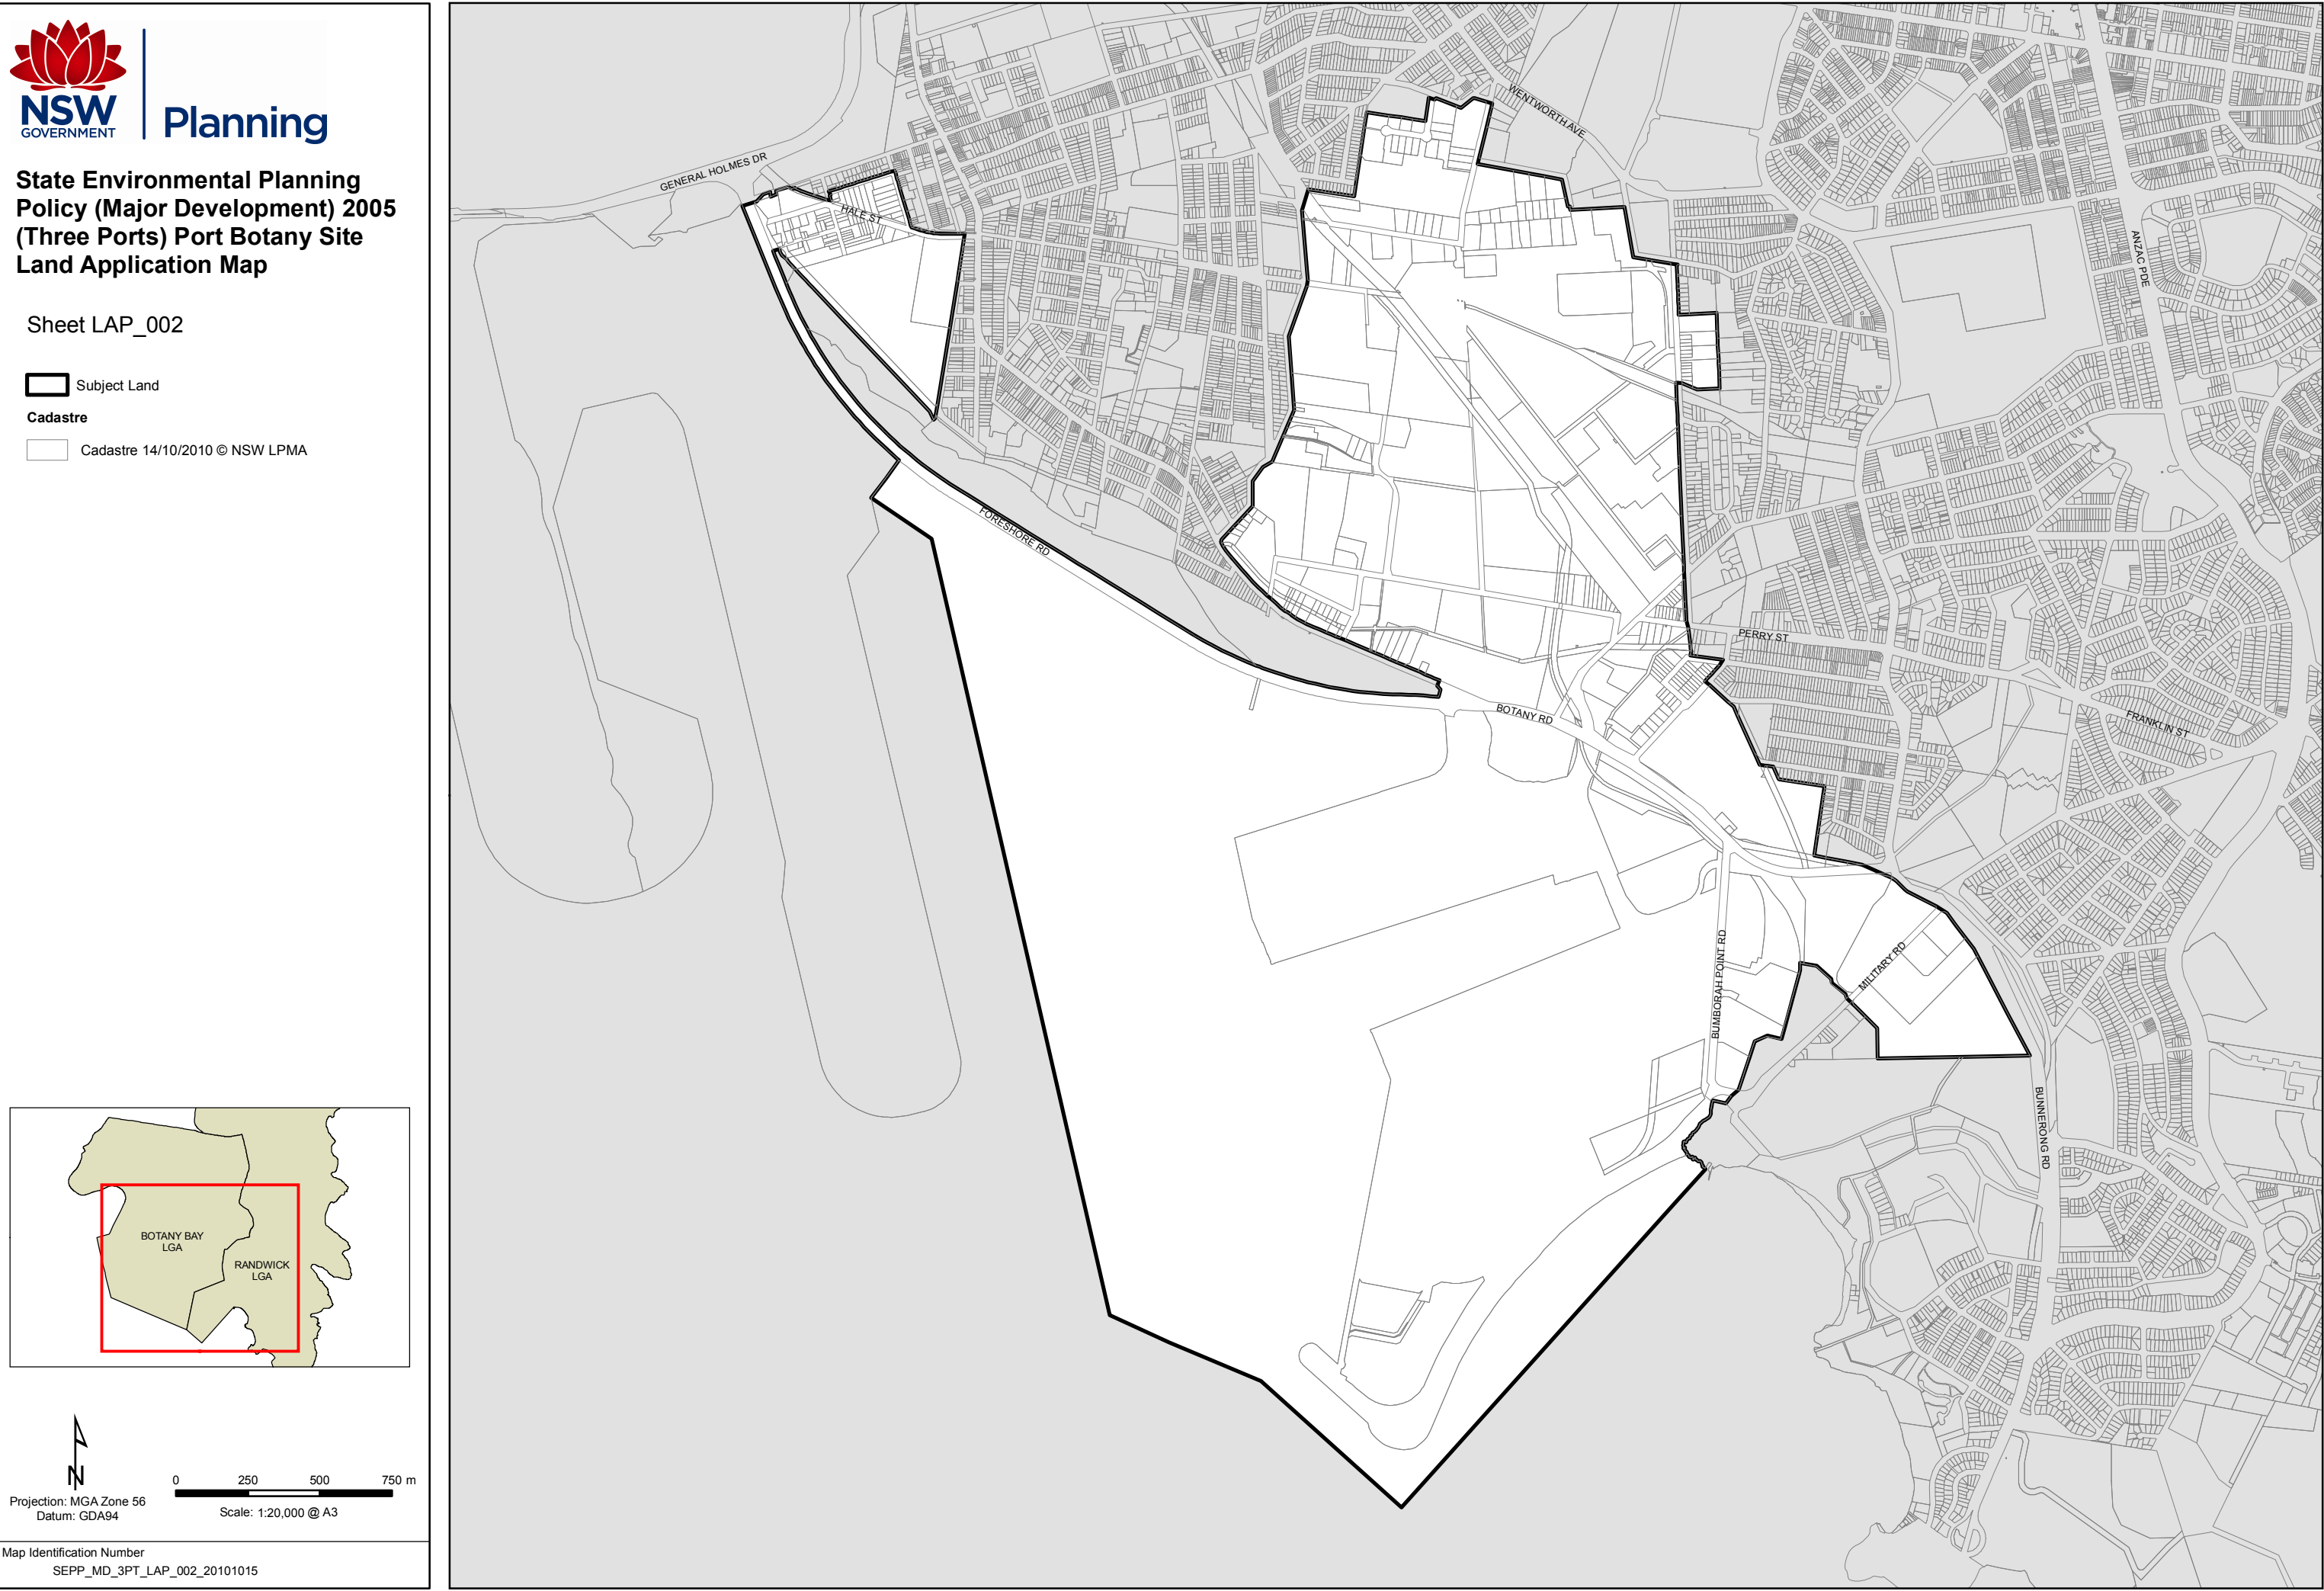 NSW
GOVERNMENT
Planning
State Environmental Planning
Policy (Major Development) 2005
(Three Ports) Port Botany Site
Land Application Map
Sheet LAP_002
Subject Land
Cadastre
Cadastre 14/10/2010 © NSW LPMA
BOTANY BAY
LGA
RANDWICK
LGA
N
Projection: MGA Zone 56
Datum: GDA94
0 250 500 750 m
Scale: 1:20,000 @ A3
Map Identification Number
SEPP_MD_3PT_LAP_002_20101015
WENTWORTH AVE
GENERAL HOLMES DR
HALE ST
ANZAC PDE
FORESHORE RD
PERRY ST
BOTANY RD
FRANKLIN ST
BUMBORAH POINT RD
MILITARY RD
BUNNERONG RD